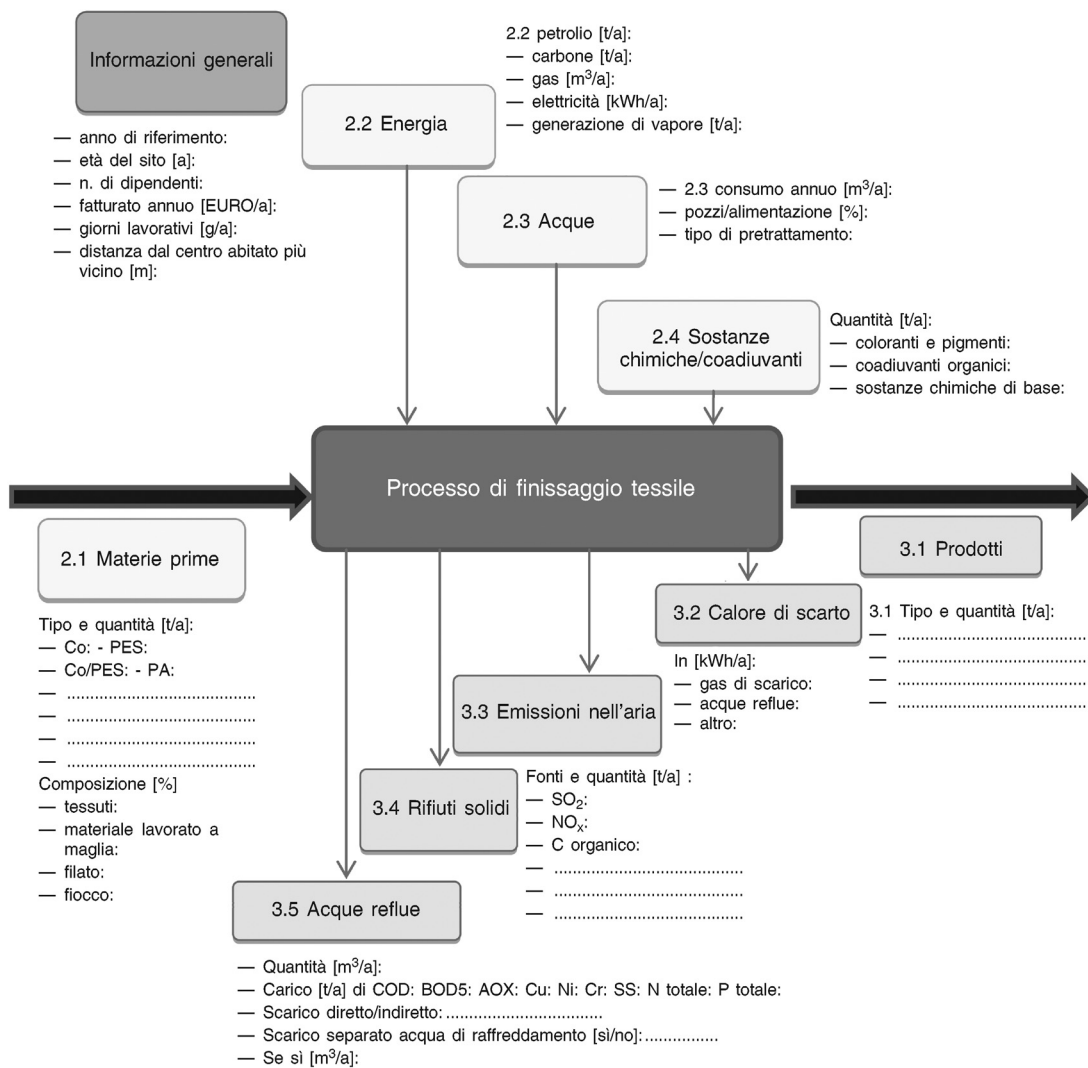 Informazioni generali
— anno di riferimento:
— età del sito [a]:
— n. di dipendenti:
— fatturato annuo [EURO/a]:
— giorni lavorativi [g/a]:
— distanza dal centro abitato più
vicino [m]:
2.2 Energia
2.2 petrolio [t/a]:
— carbone [t/a]:
— gas [m³/a]:
— elettricità [kWh/a]:
— generazione di vapore [t/a]:
2.3 Acque
— 2.3 consumo annuo [m³/a]:
— pozzi/alimentazione [%]:
— tipo di pretrattamento:
2.4 Sostanze
chimiche/coadiuvanti
Quantità [t/a]:
— coloranti e pigmenti:
— coadiuvanti organici:
— sostanze chimiche di base:
Processo di finissaggio tessile
2.1 Materie prime
Tipo e quantità [t/a]:
— Co: - PES:
— Co/PES: - PA:
— ..........................................
— ..........................................
— ..........................................
— ..........................................
Composizione [%]
— tessuti:
— materiale lavorato a
maglia:
— filato:
— fiocco:
3.1 Prodotti
3.1 Tipo e quantità [t/a]:
— ..........................................
— ..........................................
— ..........................................
— ..........................................
3.2 Calore di scarto
In [kWh/a]:
— gas di scarico:
— acque reflue:
— altro:
3.3 Emissioni nell'aria
Fonti e quantità [t/a] :
— SO₂:
— NOₓ:
— C organico:
— ..........................................
— ..........................................
— ..........................................
3.4 Rifiuti solidi
3.5 Acque reflue
— Quantità [m³/a]:
— Carico [t/a] di COD: BOD5: AOX: Cu: Ni: Cr: SS: N totale: P totale:
— Scarico diretto/indiretto:...................................
— Scarico separato acqua di raffreddamento [sì/no]:................
— Se sì [m³/a]: